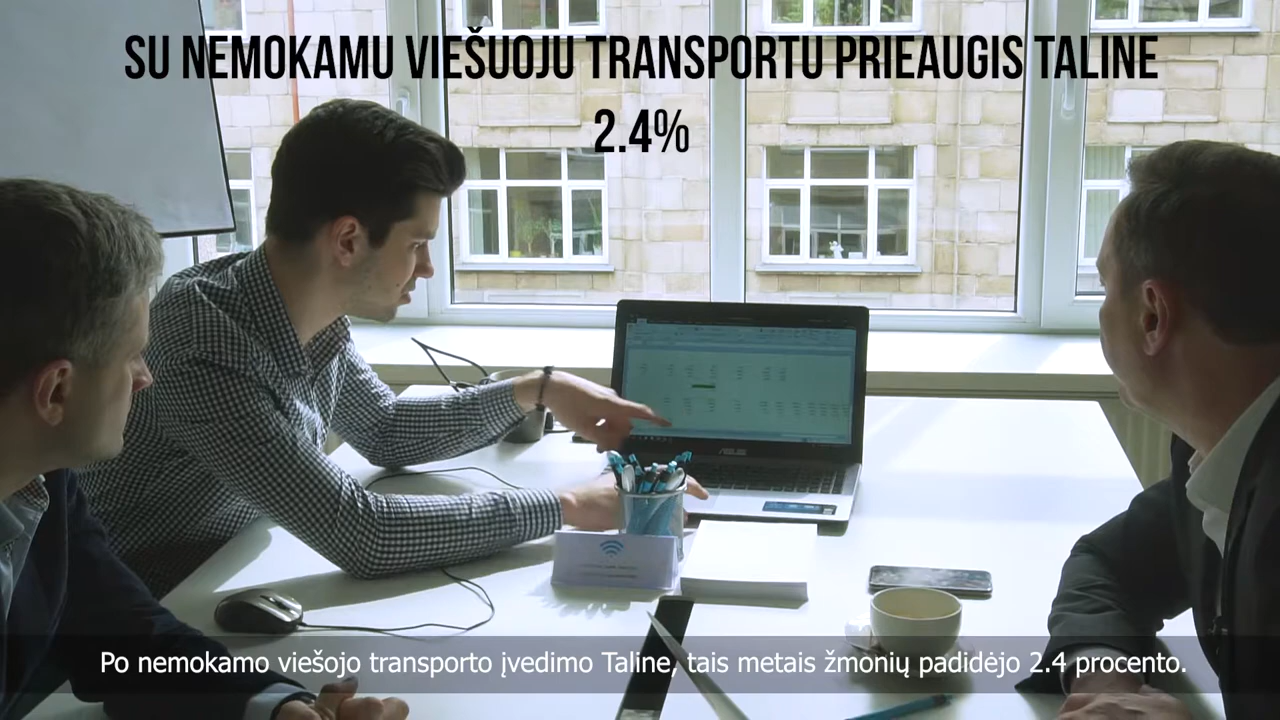 SU NEMOKAMU VIEŠUOJU TRANSPORTU PRIEAUGIS TALINE
2.4%
ASUS
Po nemokamo viešojo transporto įvedimo Taline, tais metais žmonių padidėjo 2.4 procento.